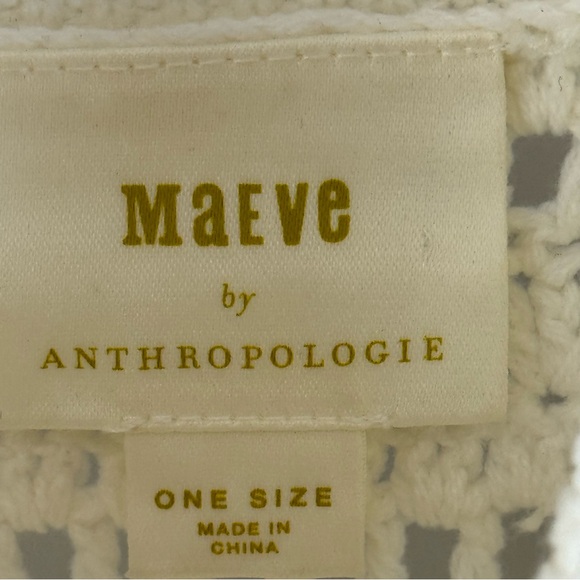 MaEVe
by
ANTHROPOLOGIE
ONE SIZE
MADE IN
CHINA